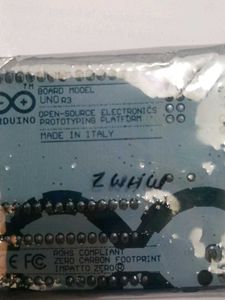 TM
ARDUINO
BOARD MODEL
UNO R3
OPEN-SOURCE ELECTRONICS
PROTOTYPING PLATFORM
MADE IN ITALY
CE FC
ROHS COMPLIANT
ZERO CARBON FOOTPRINT
IMPATTO ZERO®